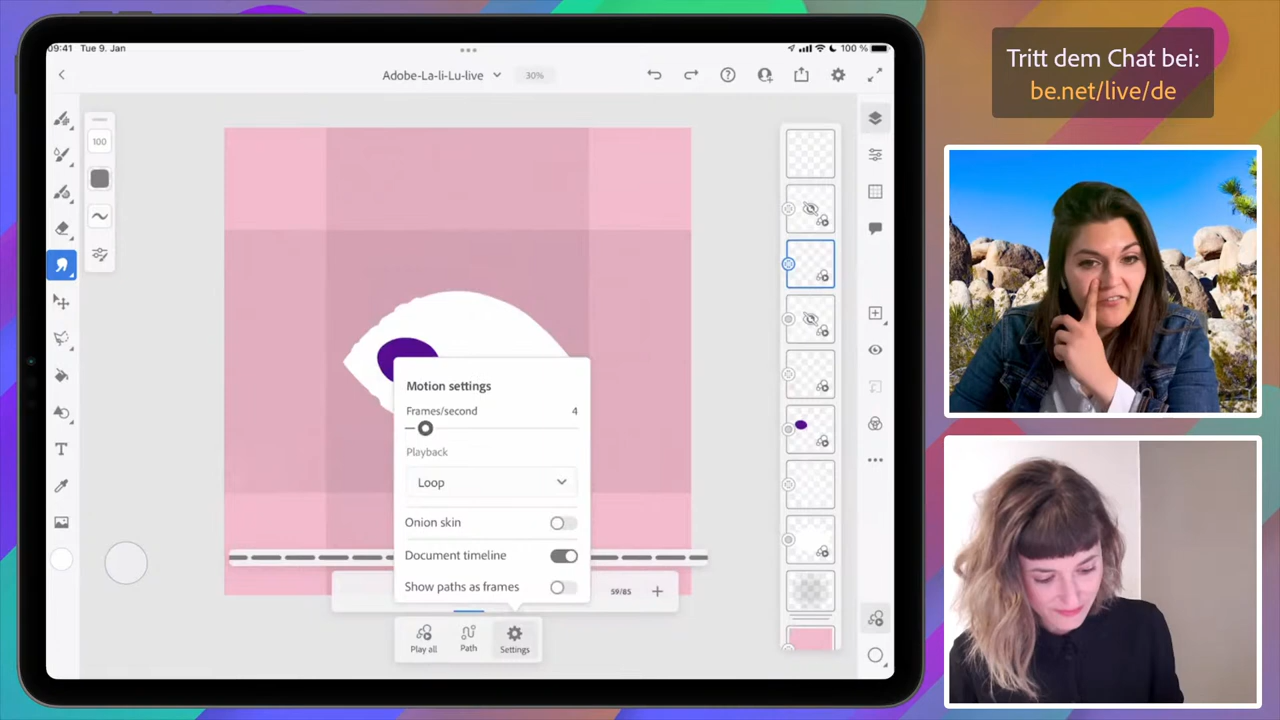 09:41 Tue 9. Jan
100 %
Adobe-La-li-Lu-live
30%
100
Motion settings
Frames/second 4
Playback
Loop
Onion skin
Document timeline
Show paths as frames
59/85
Play all
Path
Settings
T
Tritt dem Chat bei:
be.net/live/de